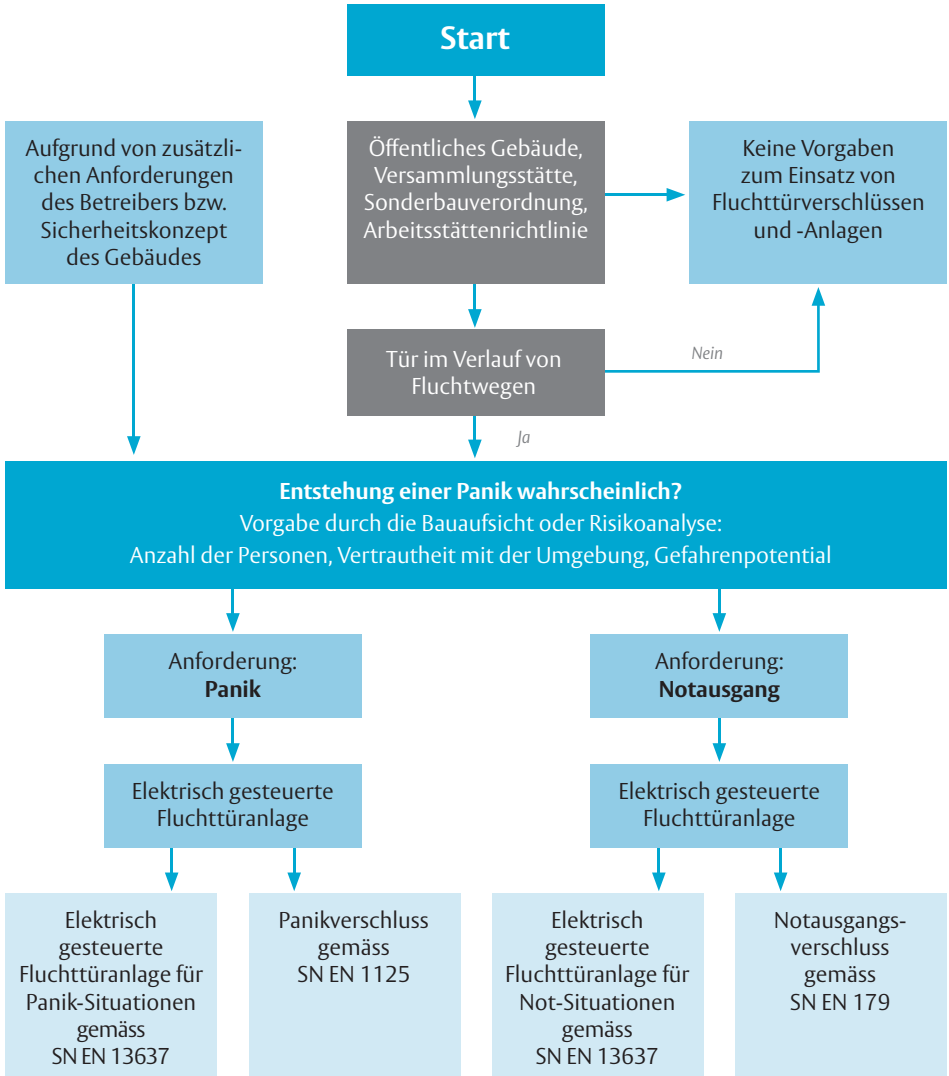 Start
Aufgrund von zusätzli-
chen Anforderungen
des Betreibers bzw.
Sicherheitskonzept
des Gebäudes
Öffentliches Gebäude,
Versammlungsstätte,
Sonderbauverordnung,
Arbeitsstättenrichtlinie
Keine Vorgaben
zum Einsatz von
Fluchttürverschlüssen
und -Anlagen
Tür im Verlauf von
Fluchtwegen
Nein
Ja
Entstehung einer Panik wahrscheinlich?
Vorgabe durch die Bauaufsicht oder Risikoanalyse:
Anzahl der Personen, Vertrautheit mit der Umgebung, Gefahrenpotential
Anforderung:
Panik
Anforderung:
Notausgang
Elektrisch gesteuerte
Fluchttüranlage
Elektrisch gesteuerte
Fluchttüranlage
Elektrisch
gesteuerte
Fluchttüranlage für
Panik-Situationen
gemäss
SN EN 13637
Panikverschluss
gemäss
SN EN 1125
Elektrisch
gesteuerte
Fluchttüranlage für
Not-Situationen
gemäss
SN EN 13637
Notausgangs-
verschluss
gemäss
SN EN 179